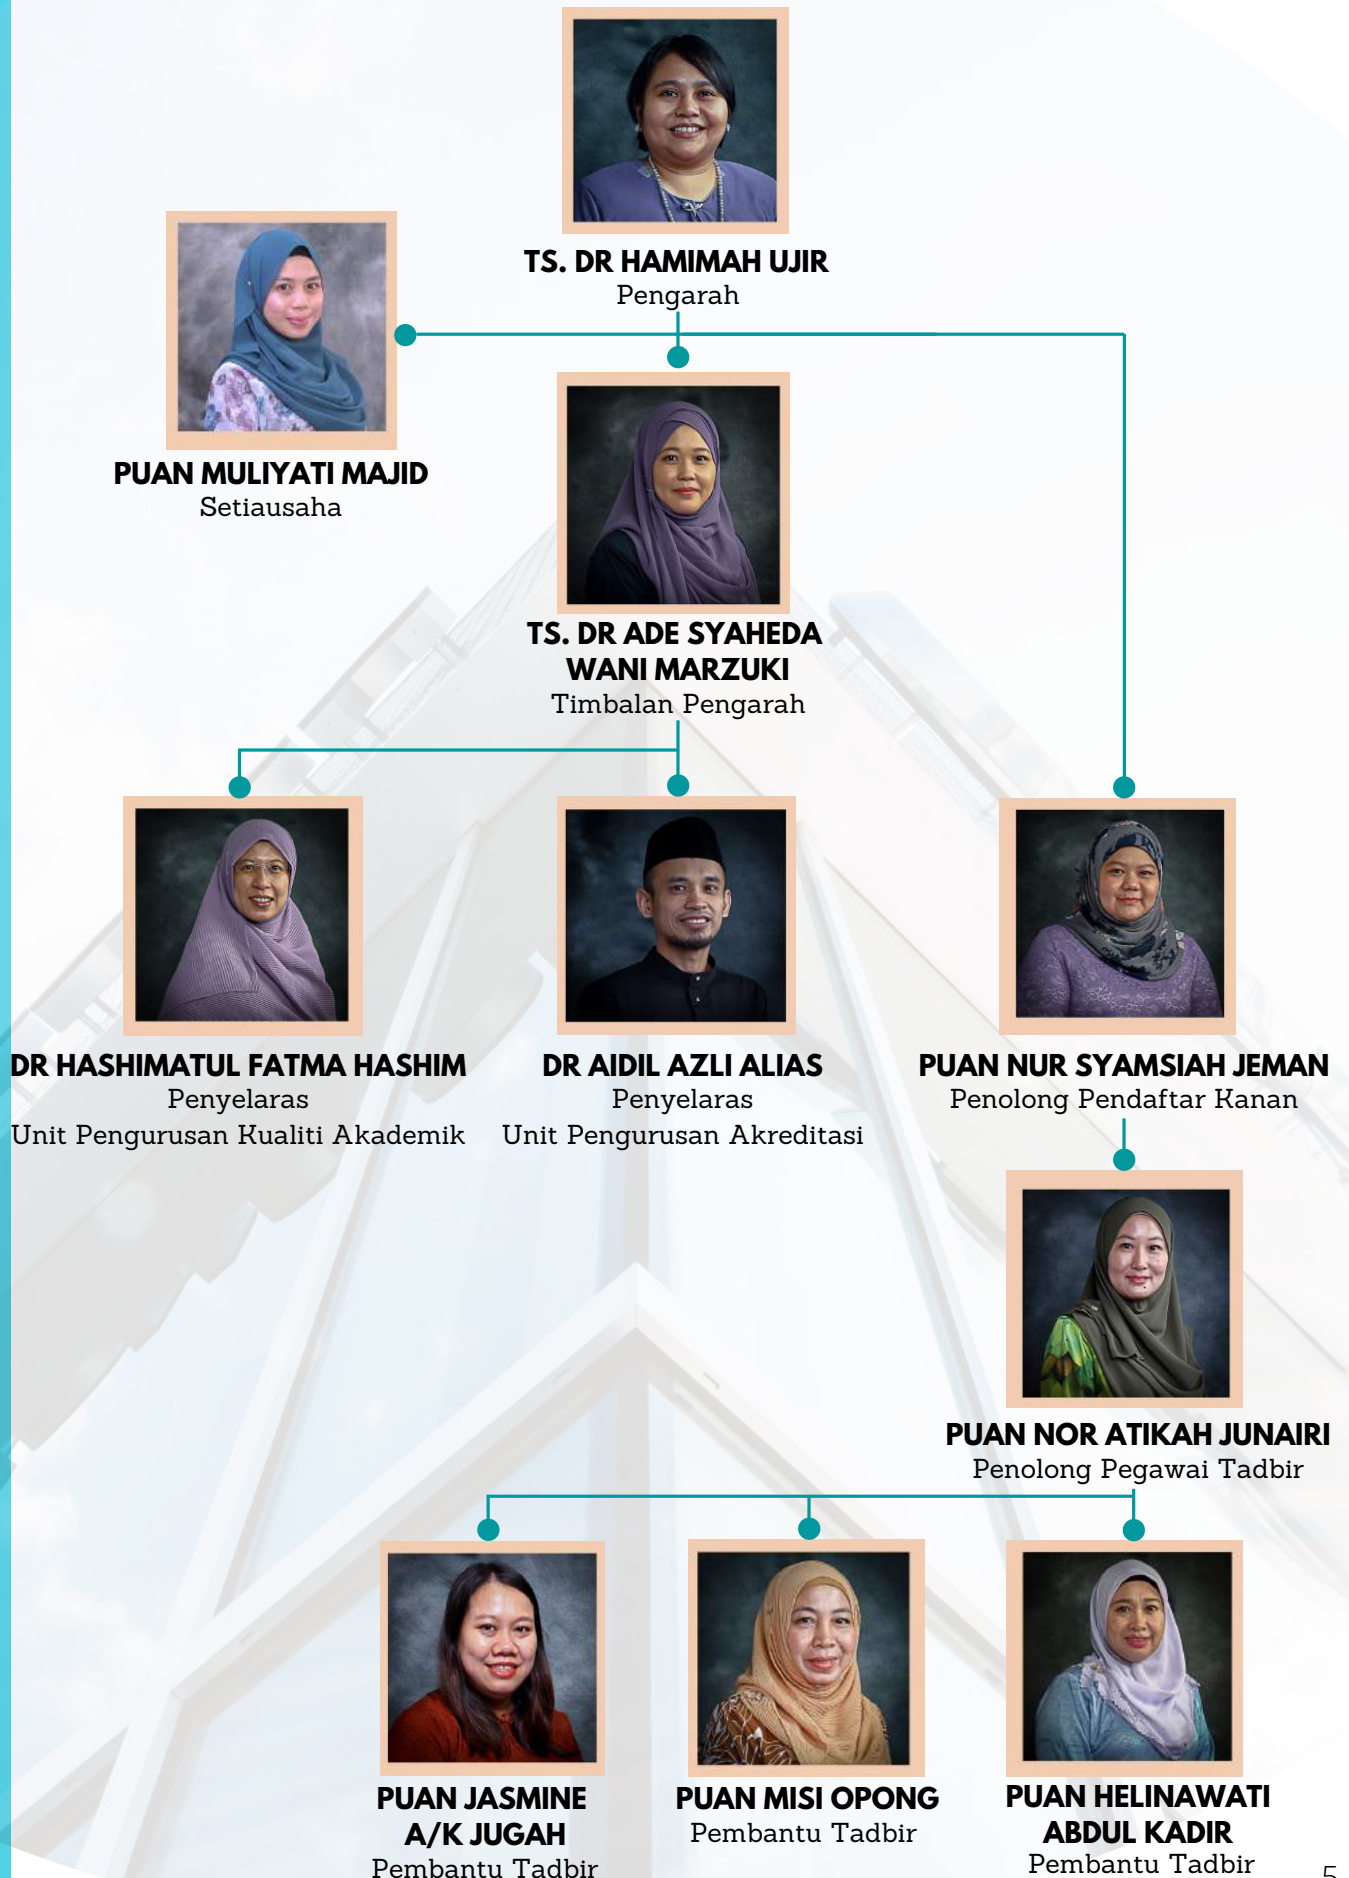 TS. DR HAMIMAH UJIR
Pengarah
PUAN MULIYATI MAJID
Setiausaha
TS. DR ADE SYAHEDA
WANI MARZUKI
Timbalan Pengarah
DR HASHIMATUL FATMA HASHIM
Penyelaras
Unit Pengurusan Kualiti Akademik
DR AIDIL AZLI ALIAS
Penyelaras
Unit Pengurusan Akreditasi
PUAN NUR SYAMSIAH JEMAN
Penolong Pendaftar Kanan
PUAN NOR ATIKAH JUNAIRI
Penolong Pegawai Tadbir
PUAN JASMINE
A/K JUGAH
Pembantu Tadbir
PUAN MISI OPONG
Pembantu Tadbir
PUAN HELINAWATI
ABDUL KADIR
Pembantu Tadbir
5